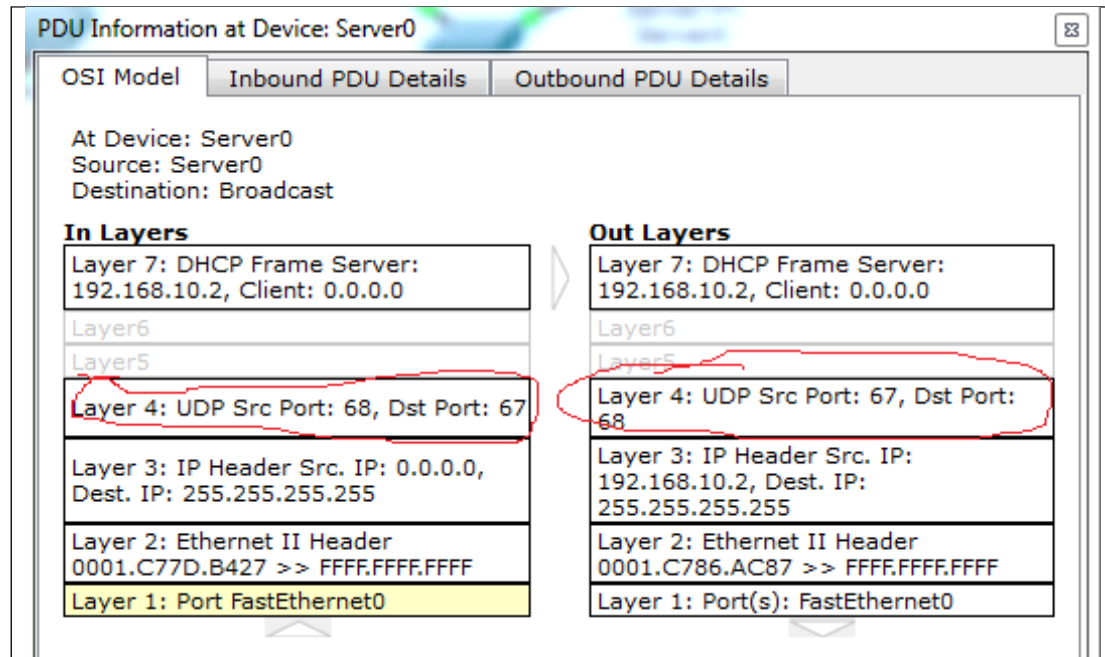 PDU Information at Device: Server0
OSI Model
Inbound PDU Details
Outbound PDU Details
At Device: Server0
Source: Server0
Destination: Broadcast
In Layers
Layer 7: DHCP Frame Server:
192.168.10.2, Client: 0.0.0.0
Layer6
Layer5
Layer 4: UDP Src Port: 68, Dst Port: 67
Layer 3: IP Header Src. IP: 0.0.0.0,
Dest. IP: 255.255.255.255
Layer 2: Ethernet II Header
0001.C77D.B427 >> FFFF.FFFF.FFFF
Layer 1: Port FastEthernet0
Out Layers
Layer 7: DHCP Frame Server:
192.168.10.2, Client: 0.0.0.0
Layer6
Layer5
Layer 4: UDP Src Port: 67, Dst Port:
68
Layer 3: IP Header Src. IP:
192.168.10.2, Dest. IP:
255.255.255.255
Layer 2: Ethernet II Header
0001.C786.AC87 >> FFFF.FFFF.FFFF
Layer 1: Port(s): FastEthernet0